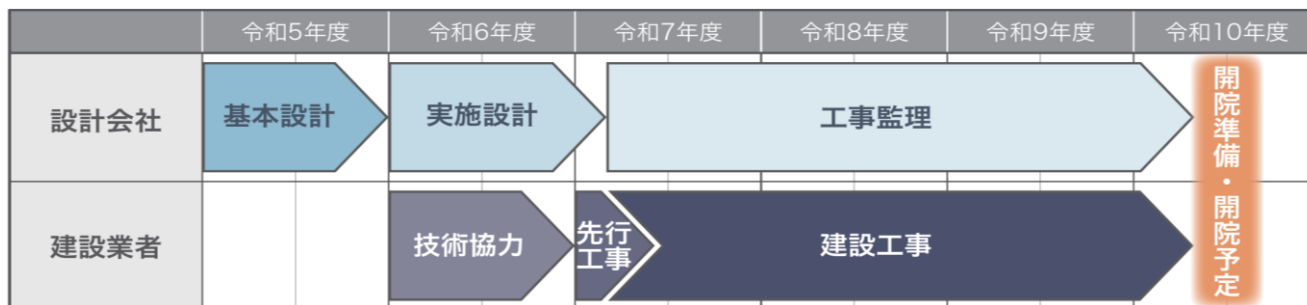 令和5年度 令和6年度 令和7年度 令和8年度 令和9年度 令和10年度
設計会社 基本設計 実施設計 工事監理
建設業者 技術協力 先行工事 建設工事
開院準備・開院予定